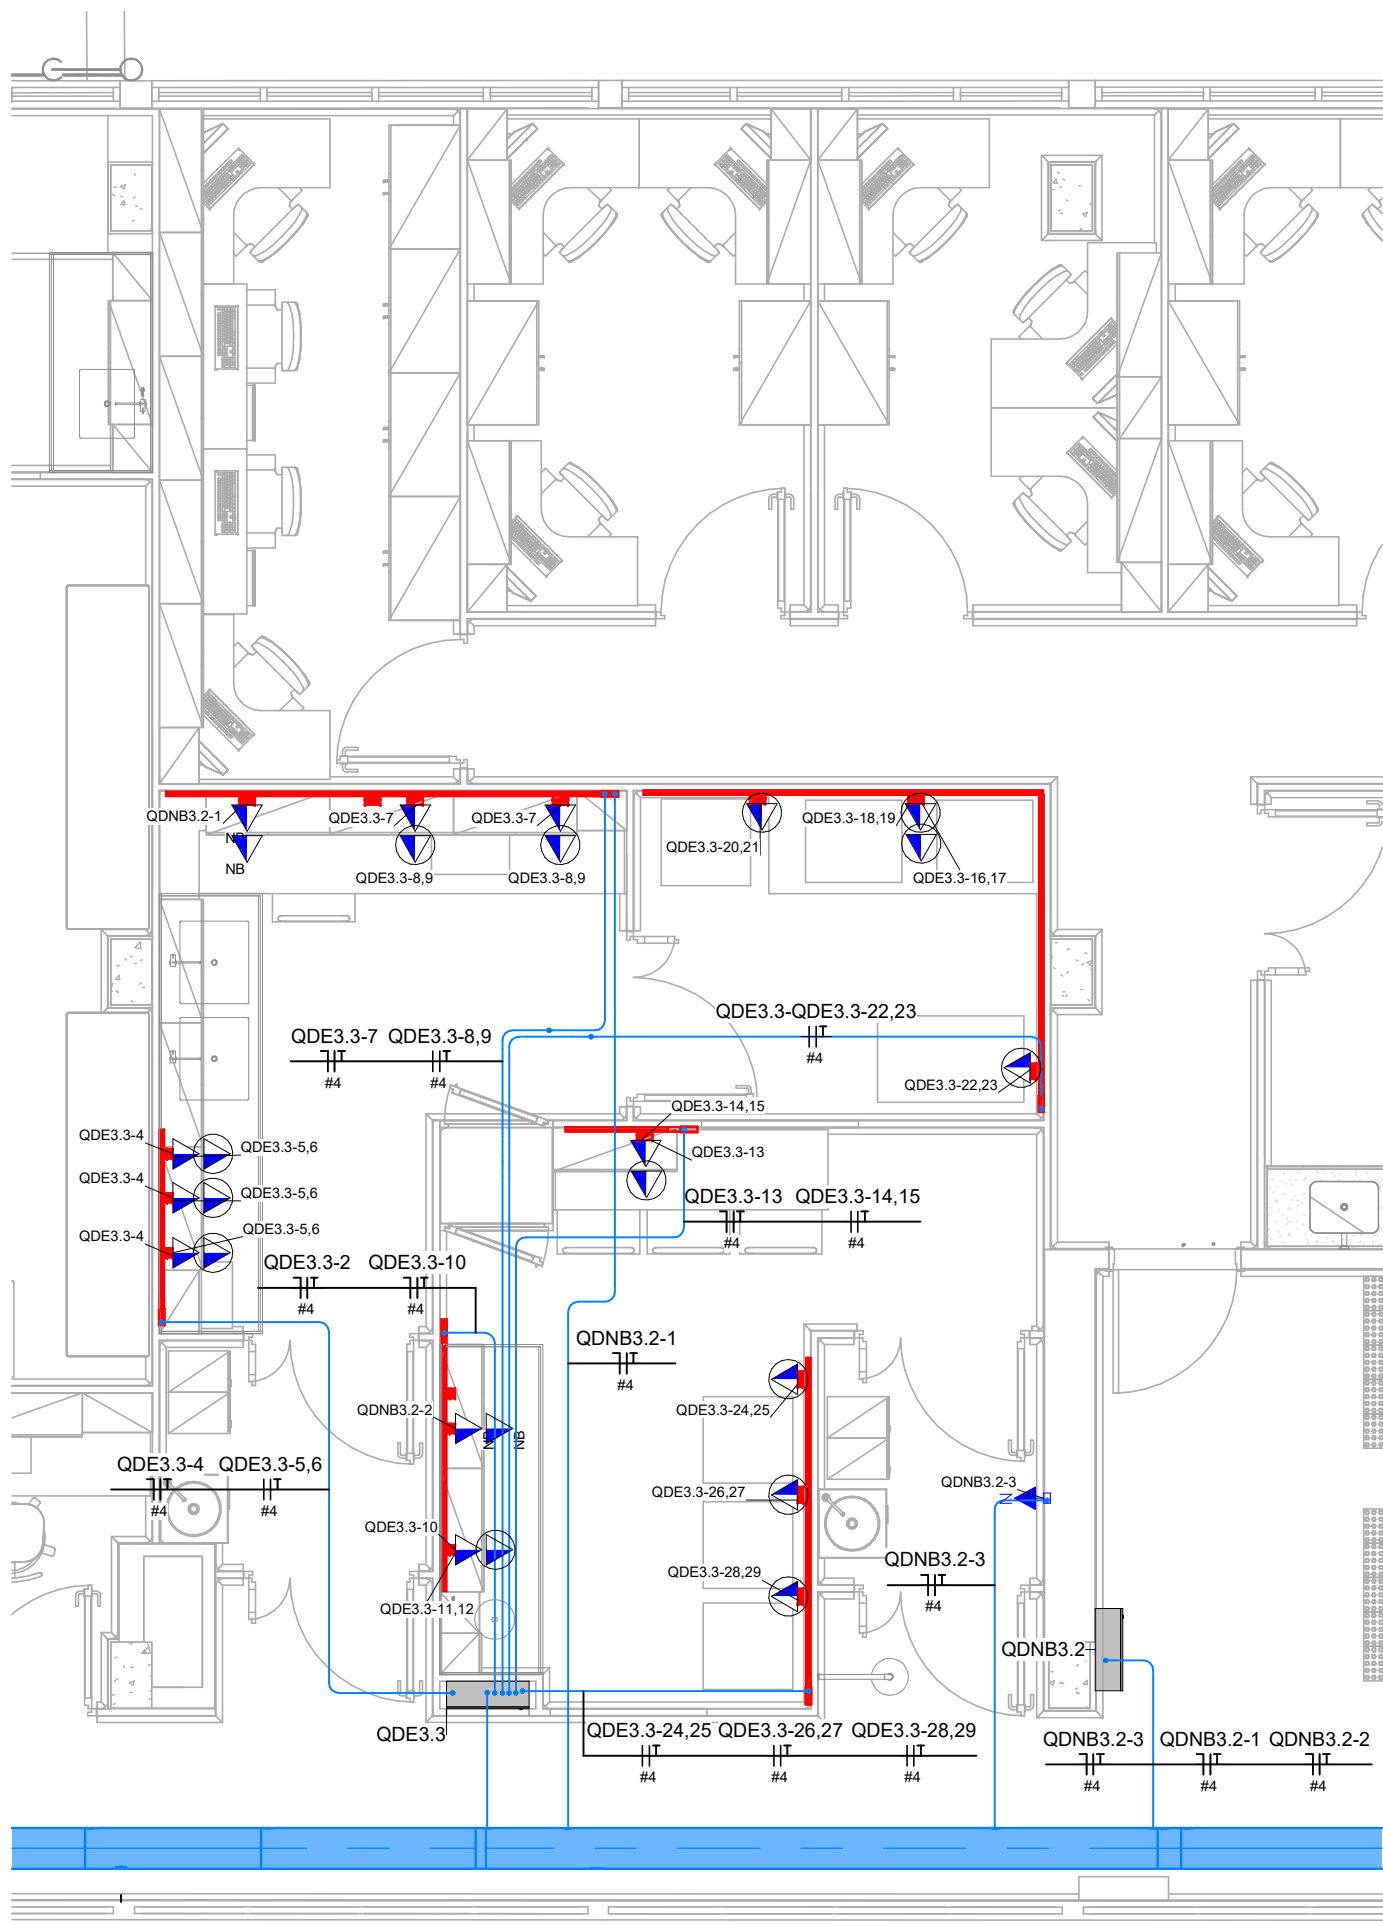 QDNB3.2-1
QDE3.3-7
QDE3.3-7
QDE3.3-18,19
NB
QDE3.3-20,21
NB
QDE3.3-8,9
QDE3.3-8,9
QDE3.3-16,17
QDE3.3-QDE3.3-22,23
#4
QDE3.3-7 QDE3.3-8,9
#4 #4
QDE3.3-22,23
QDE3.3-14,15
QDE3.3-4
QDE3.3-5,6
QDE3.3-13
QDE3.3-4
QDE3.3-5,6
QDE3.3-13 QDE3.3-14,15
#4 #4
QDE3.3-4
QDE3.3-5,6
QDE3.3-2 QDE3.3-10
#4 #4
QDNB3.2-1
#4
QDNB3.2-2
NB
NB
QDE3.3-24,25
QDE3.3-4 QDE3.3-5,6
#4 #4
QDE3.3-26,27
QDNB3.2-3
N
QDE3.3-10
QDNB3.2-3
#4
QDE3.3-28,29
QDE3.3-11,12
QDNB3.2
QDE3.3
QDE3.3-24,25 QDE3.3-26,27 QDE3.3-28,29
#4 #4 #4
QDNB3.2-3 QDNB3.2-1 QDNB3.2-2
#4 #4 #4